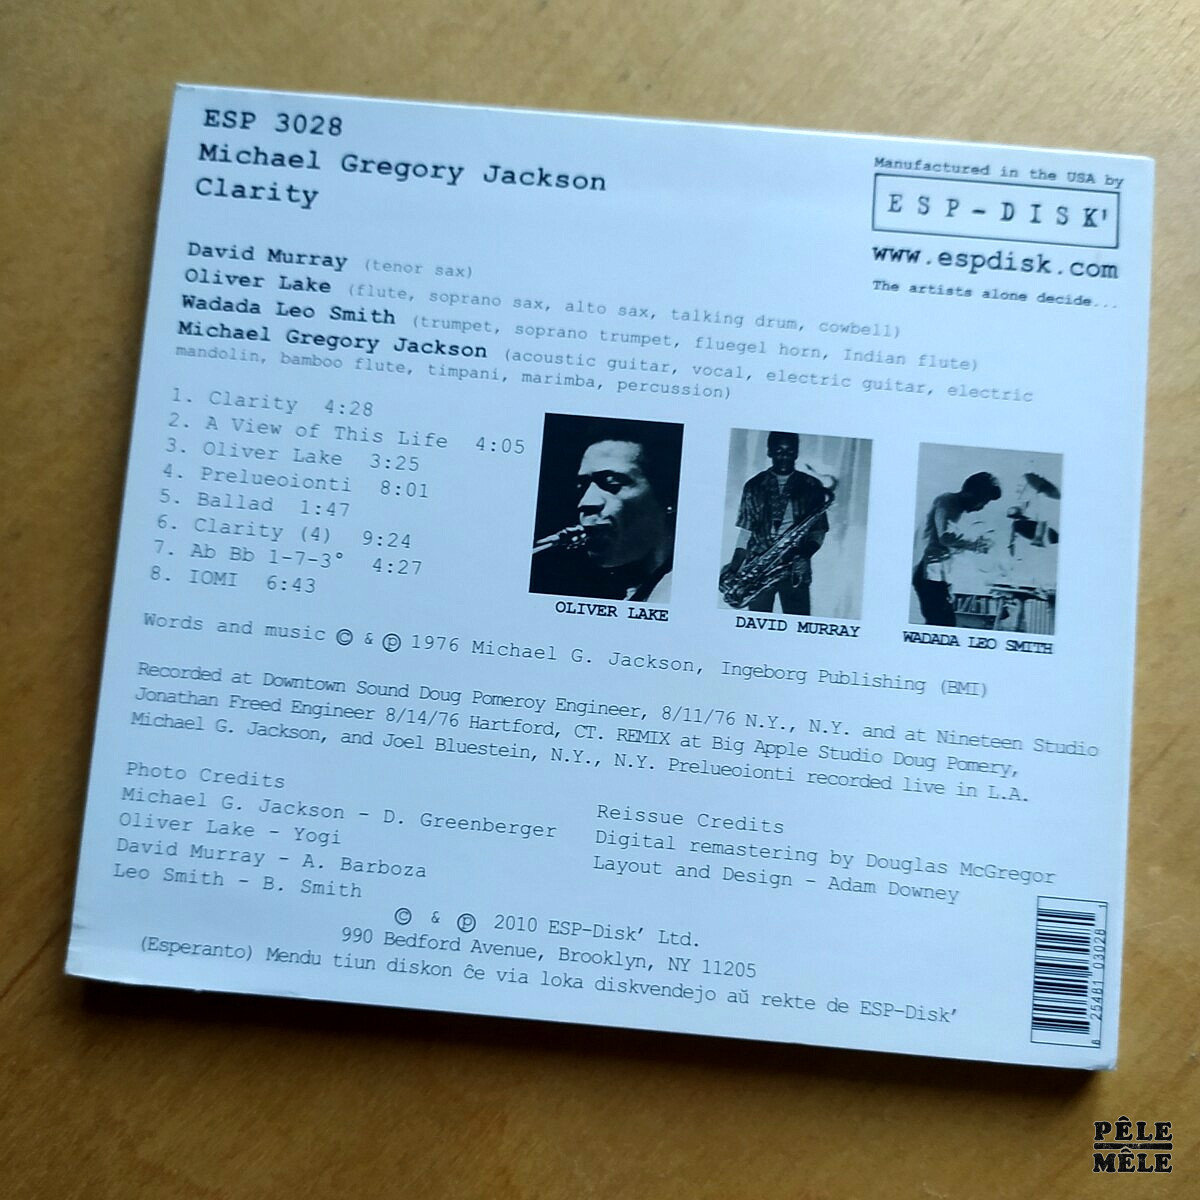 ESP 3028
Michael Gregory Jackson
Clarity
Manufactured in the USA by
ESP-DISK'
www.espdisk.com
The artists alone decide...
David Murray (tenor sax)
Oliver Lake (flute, soprano sax, alto sax, talking drum, cowbell)
Wadada Leo Smith (trumpet, soprano trumpet, fluegel horn, Indian flute)
Michael Gregory Jackson (acoustic guitar, vocal, electric guitar, electric
mandolin, bamboo flute, timpani, marimba, percussion)
1. Clarity 4:28
2. A View of This Life 4:05
3. Oliver Lake 3:25
4. Prelueoionti 8:01
5. Ballad 1:47
6. Clarity (4) 9:24
7. Ab Bb 1-7-3° 4:27
8. IOMI 6:43
OLIVER LAKE
DAVID MURRAY
WADADA LEO SMITH
Words and music © & ℗ 1976 Michael G. Jackson, Ingeborg Publishing (BMI)
Recorded at Downtown Sound Doug Pomeroy Engineer, 8/11/76 N.Y., N.Y. and at Nineteen Studio
Jonathan Freed Engineer 8/14/76 Hartford, CT. REMIX at Big Apple Studio Doug Pomery,
Michael G. Jackson, and Joel Bluestein, N.Y., N.Y. Prelueoionti recorded live in L.A.
Photo Credits
Michael G. Jackson - D. Greenberger
Oliver Lake - Yogi
David Murray - A. Barboza
Leo Smith - B. Smith
Reissue Credits
Digital remastering by Douglas McGregor
Layout and Design - Adam Downey
© & ℗ 2010 ESP-Disk' Ltd.
990 Bedford Avenue, Brooklyn, NY 11205
(Esperanto) Mendu tiun diskon ĉe via loka diskvendejo aŭ rekte de ESP-Disk'
8 25481 03028 1
PÊLE
MÊLE